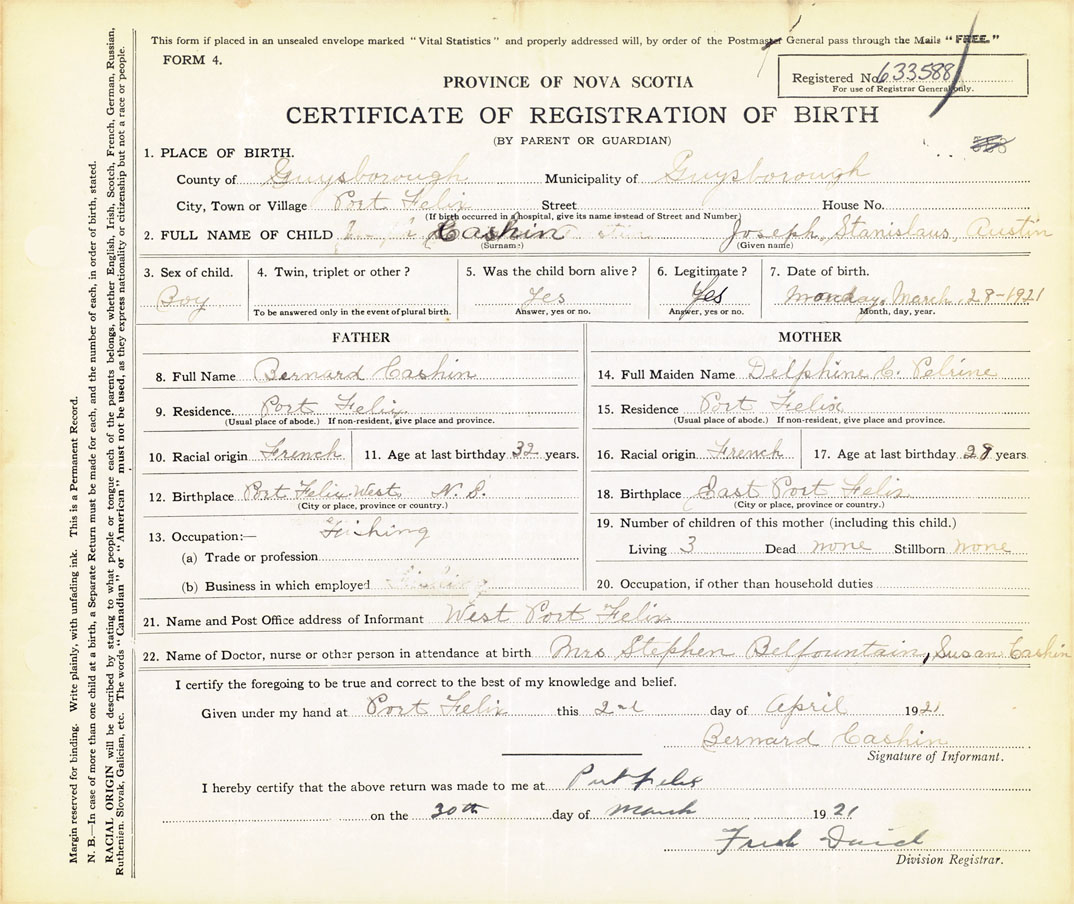 This form if placed in an unsealed envelope marked "Vital Statistics" and properly addressed will, by order of the Postmaster General pass through the Mails "FREE."
FORM 4.
Registered No. 633588
For use of Registrar General only.
PROVINCE OF NOVA SCOTIA
CERTIFICATE OF REGISTRATION OF BIRTH
(BY PARENT OR GUARDIAN)
1. PLACE OF BIRTH.
County of Guysborough Municipality of Guysborough
City, Town or Village Port Felix Street House No.
(If birth occurred in a hospital, give its name instead of Street and Number)
2. FULL NAME OF CHILD Cashin Joseph, Stanislaus, Austin
(Surname) (Given name)
3. Sex of child. Boy
4. Twin, triplet or other?
To be answered only in the event of plural birth.
5. Was the child born alive?
Yes
Answer, yes or no.
6. Legitimate?
Yes
Answer, yes or no.
7. Date of birth.
Monday, March, 28-1921
Month, day, year.
FATHER
8. Full Name Bernard Cashin
9. Residence. Port Felix
(Usual place of abode.) If non-resident, give place and province.
10. Racial origin French 11. Age at last birthday 32 years.
12. Birthplace Port Felix West N. S.
(City or place, province or country.)
13. Occupation:— Fishing
(a) Trade or profession
(b) Business in which employed
MOTHER
14. Full Maiden Name Delphine C. Pelrine
15. Residence Port Felix
(Usual place of abode.) If non-resident, give place and province.
16. Racial origin French 17. Age at last birthday 28 years
18. Birthplace East Port Felix
(City or place, province or country.)
19. Number of children of this mother (including this child.)
Living 3 Dead none Stillborn none
20. Occupation, if other than household duties
21. Name and Post Office address of Informant West Port Felix
22. Name of Doctor, nurse or other person in attendance at birth Mrs Stephen Belfountain, Susan Cashin
I certify the foregoing to be true and correct to the best of my knowledge and belief.
Given under my hand at Port Felix this 2nd day of April 1921
Bernard Cashin
Signature of Informant.
I hereby certify that the above return was made to me at Port felix
on the 30th day of March 1921
Fred David
Division Registrar.
Margin reserved for binding. Write plainly, with unfading ink. This is a Permanent Record.
N. B.—In case of more than one child at a birth, a Separate Return must be made for each, and the number of each, in order of birth, stated.
RACIAL ORIGIN will be described by stating to what people or tongue each of the parents belongs, whether English, Irish, Scotch, French, German, Russian,
Ruthenien, Slovak, Galician, etc. The words "Canadian" or "American" must not be used, as they express nationality or citizenship but not a race or people.